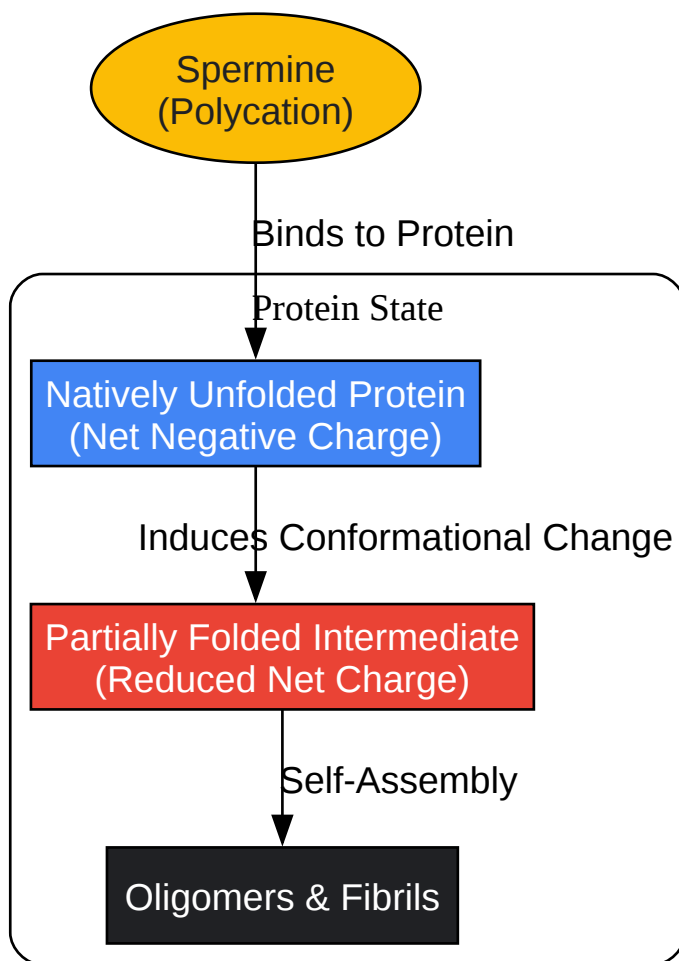 Spermine
(Polycation)
Binds to Protein
Protein State
Natively Unfolded Protein
(Net Negative Charge)
Induces Conformational Change
Partially Folded Intermediate
(Reduced Net Charge)
Self-Assembly
Oligomers & Fibrils